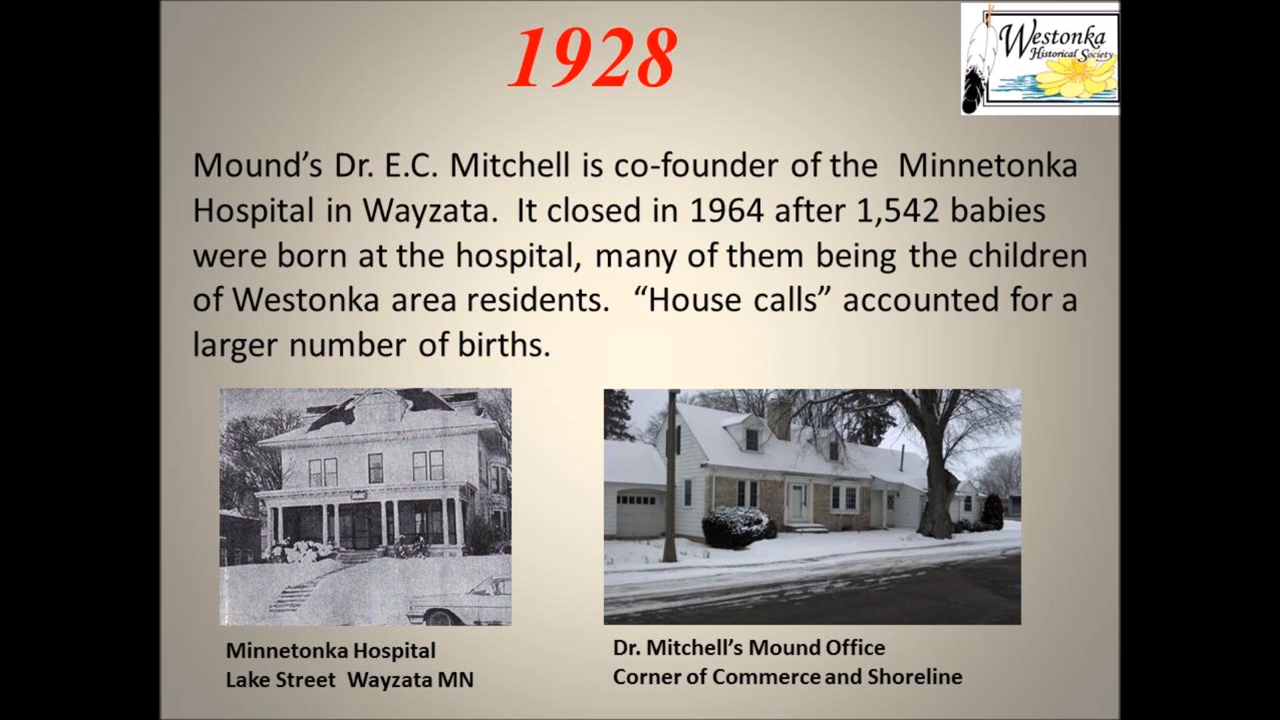 1928
Westonka
Historical Society
Mound’s Dr. E.C. Mitchell is co-founder of the Minnetonka
Hospital in Wayzata. It closed in 1964 after 1,542 babies
were born at the hospital, many of them being the children
of Westonka area residents. “House calls” accounted for a
larger number of births.
Minnetonka Hospital
Lake Street Wayzata MN
Dr. Mitchell’s Mound Office
Corner of Commerce and Shoreline